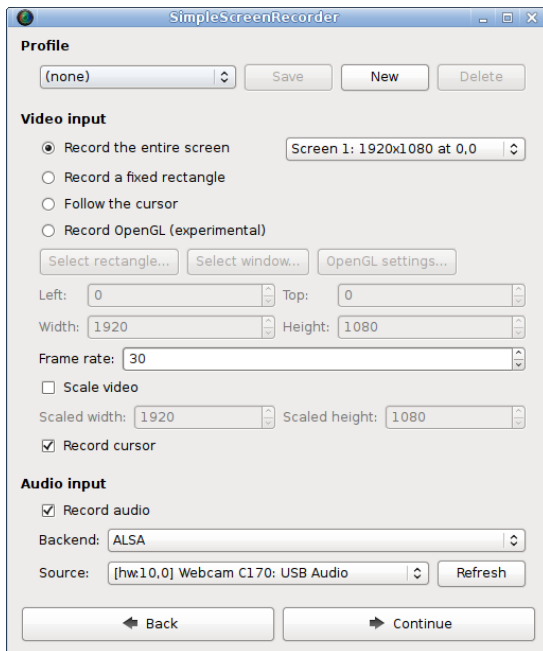 SimpleScreenRecorder
Profile
(none) Save New Delete
Video input
Record the entire screen Screen 1: 1920x1080 at 0,0
Record a fixed rectangle
Follow the cursor
Record OpenGL (experimental)
Select rectangle... Select window... OpenGL settings...
Left: 0 Top: 0
Width: 1920 Height: 1080
Frame rate: 30
Scale video
Scaled width: 1920 Scaled height: 1080
Record cursor
Audio input
Record audio
Backend: ALSA
Source: [hw:10,0] Webcam C170: USB Audio Refresh
Back Continue